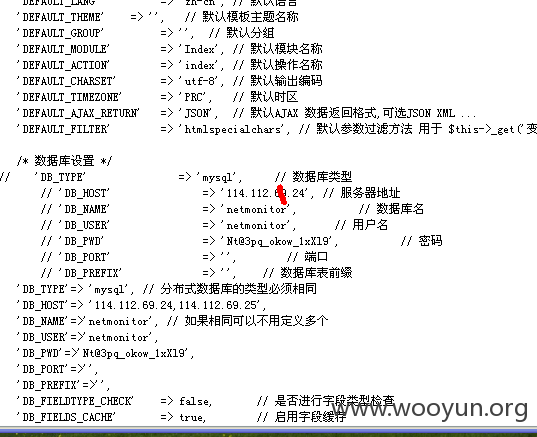 'DEFAULT_LANG' => 'zh-cn', // 默认语言
'DEFAULT_THEME' => '', // 默认模板主题名称
'DEFAULT_GROUP' => '', // 默认分组
'DEFAULT_MODULE' => 'Index', // 默认模块名称
'DEFAULT_ACTION' => 'index', // 默认操作名称
'DEFAULT_CHARSET' => 'utf-8', // 默认输出编码
'DEFAULT_TIMEZONE' => 'PRC', // 默认时区
'DEFAULT_AJAX_RETURN' => 'JSON', // 默认AJAX 数据返回格式,可选JSON XML ...
'DEFAULT_FILTER' => 'htmlspecialchars', // 默认参数过滤方法 用于 $this->_get('变
/* 数据库设置 */
// 'DB_TYPE' => 'mysql', // 数据库类型
// 'DB_HOST' => '114.112.69.24', // 服务器地址
// 'DB_NAME' => 'netmonitor', // 数据库名
// 'DB_USER' => 'netmonitor', // 用户名
// 'DB_PWD' => 'Nt@3pq_okow_1xXl9', // 密码
// 'DB_PORT' => '', // 端口
// 'DB_PREFIX' => '', // 数据库表前缀
'DB_TYPE'=>'mysql', // 分布式数据库的类型必须相同
'DB_HOST'=>'114.112.69.24,114.112.69.25',
'DB_NAME'=>'netmonitor', // 如果相同可以不用定义多个
'DB_USER'=>'netmonitor',
'DB_PWD'=>'Nt@3pq_okow_1xXl9',
'DB_PORT'=>'',
'DB_PREFIX'=>'',
'DB_FIELDTYPE_CHECK' => false, // 是否进行字段类型检查
'DB_FIELDS_CACHE' => true, // 启用字段缓存
www.wooyun.org